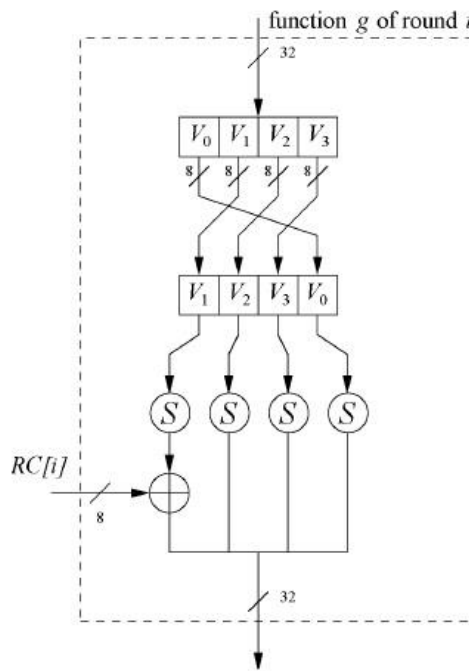 function g of round i
32
V0 V1 V2 V3
8 8 8 8
V1 V2 V3 V0
S S S S
RC[i]
8
32